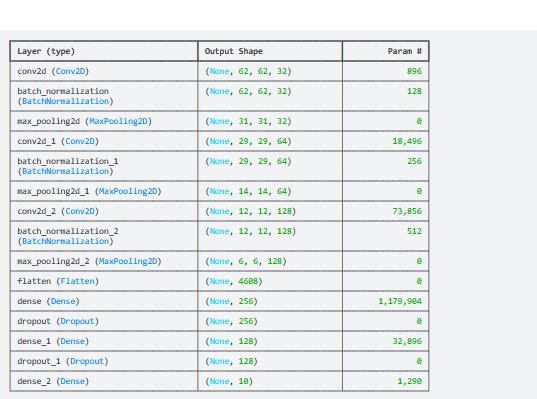 Layer (type) Output Shape Param #
conv2d (Conv2D) (None, 62, 62, 32) 896
batch_normalization (None, 62, 62, 32) 128
(BatchNormalization)
max_pooling2d (MaxPooling2D) (None, 31, 31, 32) 0
conv2d_1 (Conv2D) (None, 29, 29, 64) 18,496
batch_normalization_1 (None, 29, 29, 64) 256
(BatchNormalization)
max_pooling2d_1 (MaxPooling2D) (None, 14, 14, 64) 0
conv2d_2 (Conv2D) (None, 12, 12, 128) 73,856
batch_normalization_2 (None, 12, 12, 128) 512
(BatchNormalization)
max_pooling2d_2 (MaxPooling2D) (None, 6, 6, 128) 0
flatten (Flatten) (None, 4608) 0
dense (Dense) (None, 256) 1,179,904
dropout (Dropout) (None, 256) 0
dense_1 (Dense) (None, 128) 32,896
dropout_1 (Dropout) (None, 128) 0
dense_2 (Dense) (None, 10) 1,290